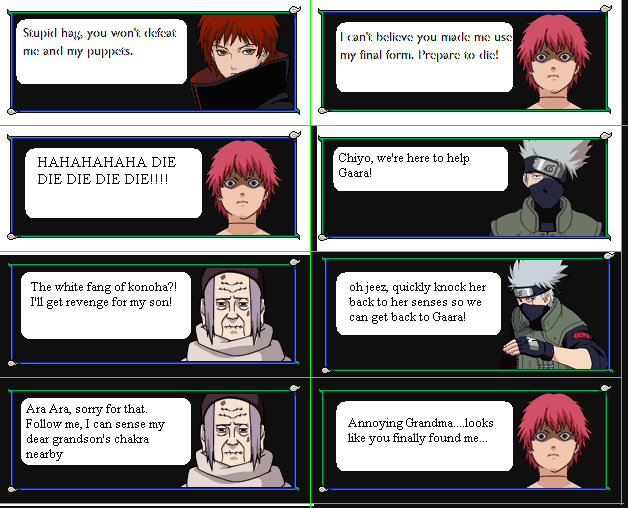 Stupid hag, you won't defeat
me and my puppets.
I can't believe you made me use
my final form. Prepare to die!
HAHAHAHAHA DIE
DIE DIE DIE DIE!!!!
Chiyo, we're here to help
Gaara!
The white fang of konoha?!
I'll get revenge for my son!
oh jeez, quickly knock her
back to her senses so we
can get back to Gaara!
Ara Ara, sorry for that.
Follow me, I can sense my
dear grandson's chakra
nearby
Annoying Grandma....looks
like you finally found me...